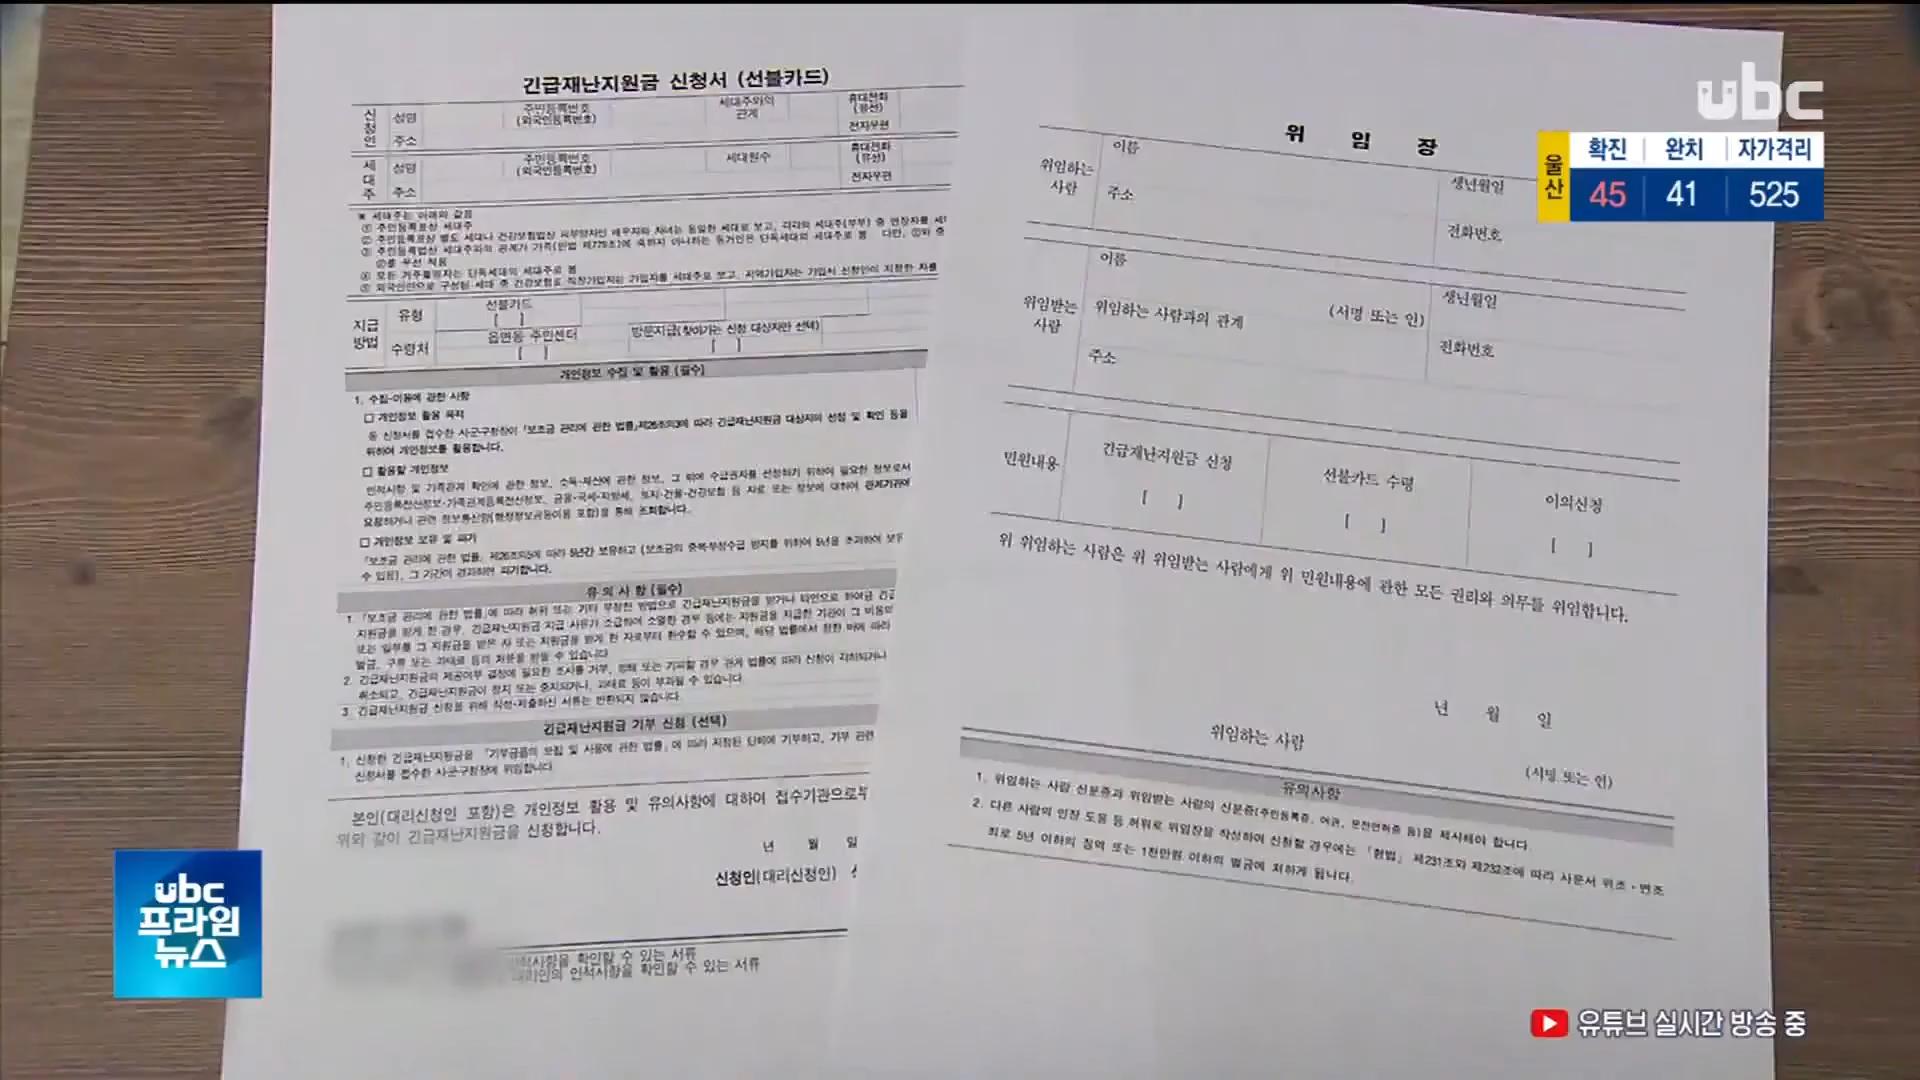 긴급재난지원금 신청서 (선불카드)
신청인
성명
주민등록번호
(외국인등록번호)
세대주와의
관계
휴대전화
(유선)
주소
전자우편
세대주
성명
주민등록번호
(외국인등록번호)
세대원수
휴대전화
(유선)
주소
전자우편
※ 세대주는 아래와 같음
① 주민등록표상 세대주
② 주민등록표상 별도 세대나 건강보험법상 피부양자인 배우자와 자녀는 동일한 세대로 보고, 각각의 세대주(부부) 중 연장자를 세
③ 주민등록법상 세대주와의 관계가 가족(민법 제779조)에 속하지 아니하는 동거인은 단독세대의 세대주로 봄 다만, ②와 중
②를 우선 적용
④ 모든 거주불명자는 단독세대의 세대주로 봄
⑤ 외국인만으로 구성된 세대 중 건강보험료 직장가입자는 가입자를 세대주로 보고, 지역가입자는 가입서 신청인이 지정한 자를
지급
방법
유형
선불카드
[ ]
수령처
읍면동 주민센터
[ ]
방문지급(찾아가는 신청 대상자만 선택)
[ ]
개인정보 수집 및 활용 (필수)
1. 수집·이용에 관한 사항
□ 개인정보 활용 목적
동 신청서를 접수한 시·군·구청장이 「보조금 관리에 관한 법률」제26조의3에 따라 긴급재난지원금 대상자의 선정 및 확인 등을
위하여 개인정보를 활용합니다.
□ 활용할 개인정보
인적사항 및 가족관계 확인에 관한 정보, 소득·재산에 관한 정보, 그 밖에 수급권자를 선정하기 위하여 필요한 정보로서
주민등록전산정보·가족관계등록전산정보, 금융·국세·지방세, 토지·건물·건강보험 등 자료 또는 정보에 대하여 관계기관에
요청하거나 관련 정보통신망(행정정보공동이용 포함)을 통해 조회합니다.
□ 개인정보 보유 및 파기
「보조금 관리에 관한 법률」 제26조의5에 따라 5년간 보유하고 (보조금의 중복·부정수급 방지를 위하여 5년을 초과하여 보유
수 있음), 그 기간이 경과하면 파기합니다.
유 의 사 항 (필수)
1. 「보조금 관리에 관한 법률」에 따라 허위 또는 기타 부정한 방법으로 긴급재난지원금을 받거나 타인으로 하여금 긴급
지원금을 받게 한 경우, 긴급재난지원금 지급 사유가 소급하여 소멸한 경우 등에는 지원금을 지급한 기관이 그 비용의
또는 일부를 그 지원금을 받은 자 또는 지원금을 받게 한 자로부터 환수할 수 있으며, 해당 법률에서 정한 바에 따라
벌금, 구류 또는 과태료 등의 처분을 받을 수 있습니다
2. 긴급재난지원금의 제공여부 결정에 필요한 조사를 거부, 방해 또는 기피할 경우 관계 법률에 따라 신청이 각하되거나
취소되고, 긴급재난지원금이 정지 또는 중지되거나, 과태료 등이 부과될 수 있습니다
3. 긴급재난지원금 신청을 위해 작성·제출하신 서류는 반환되지 않습니다.
긴급재난지원금 기부 신청 (선택)
1. 신청한 긴급재난지원금을 「기부금품의 모집 및 사용에 관한 법률」에 따라 지정된 단체에 기부하고, 기부 관련
신청서를 접수한 시·군·구청장에 위임합니다
본인(대리신청인 포함)은 개인정보 활용 및 유의사항에 대하여 접수기관으로부
위와 같이 긴급재난지원금을 신청합니다.
년 월 일
신청인(대리신청인)
인적사항을 확인할 수 있는 서류
대리인의 인적사항을 확인할 수 있는 서류
위 임 장
위임하는
사람
이름
생년월일
주소
전화번호
위임받는
사람
이름
생년월일
위임하는 사람과의 관계
(서명 또는 인)
전화번호
주소
민원내용
긴급재난지원금 신청
[ ]
선불카드 수령
[ ]
이의신청
[ ]
위 위임하는 사람은 위 위임받는 사람에게 위 민원내용에 관한 모든 권리와 의무를 위임합니다.
년 월 일
위임하는 사람
(서명 또는 인)
유의사항
1. 위임하는 사람 신분증과 위임받는 사람의 신분증(주민등록증, 여권, 운전면허증 등)을 제시해야 합니다
2. 다른 사람의 인장 도용 등 허위로 위임장을 작성하여 신청할 경우에는 「형법」 제231조와 제232조에 따라 사문서 위조·변조
죄로 5년 이하의 징역 또는 1천만원 이하의 벌금에 처하게 됩니다.
ubc
울산
확진 완치 자가격리
45 41 525
ubc
프라임
뉴스
유튜브 실시간 방송 중